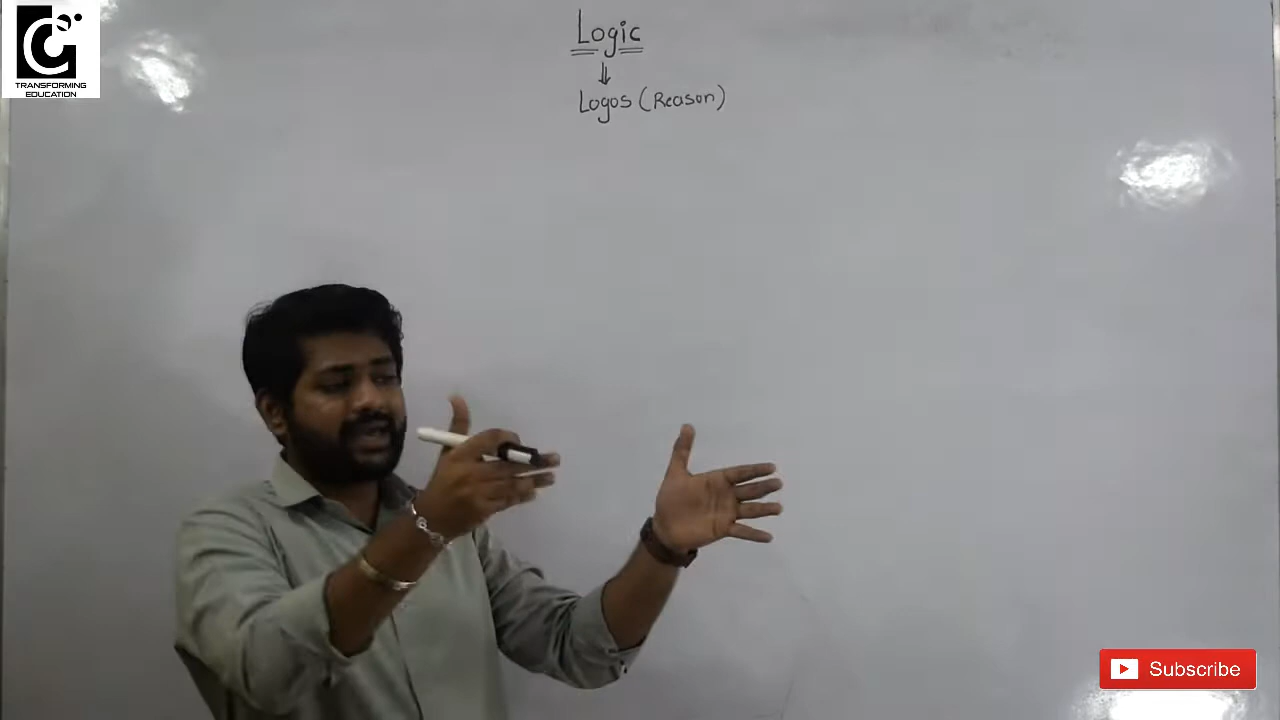 TRANSFORMING
EDUCATION
Logic
⇓
Logos (Reason)
Subscribe